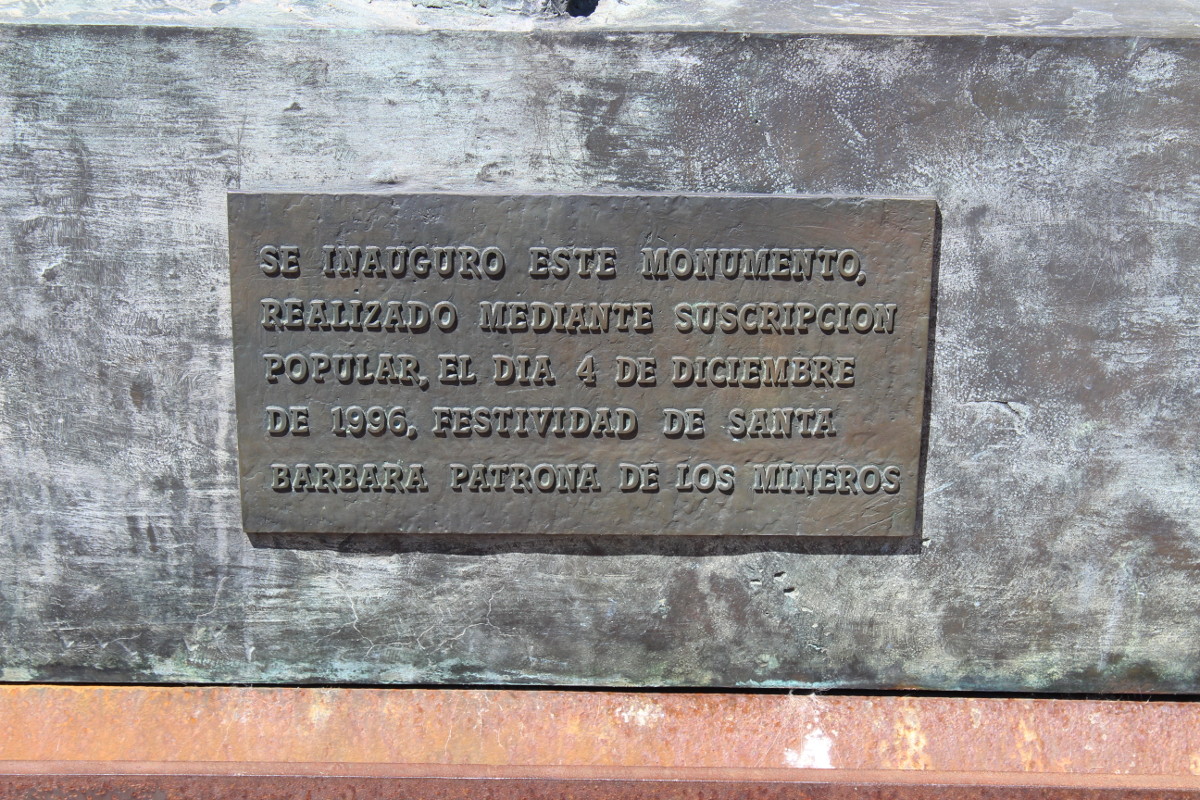 SE INAUGURO ESTE MONUMENTO,
REALIZADO MEDIANTE SUSCRIPCION
POPULAR, EL DIA 4 DE DICIEMBRE
DE 1996, FESTIVIDAD DE SANTA
BARBARA PATRONA DE LOS MINEROS